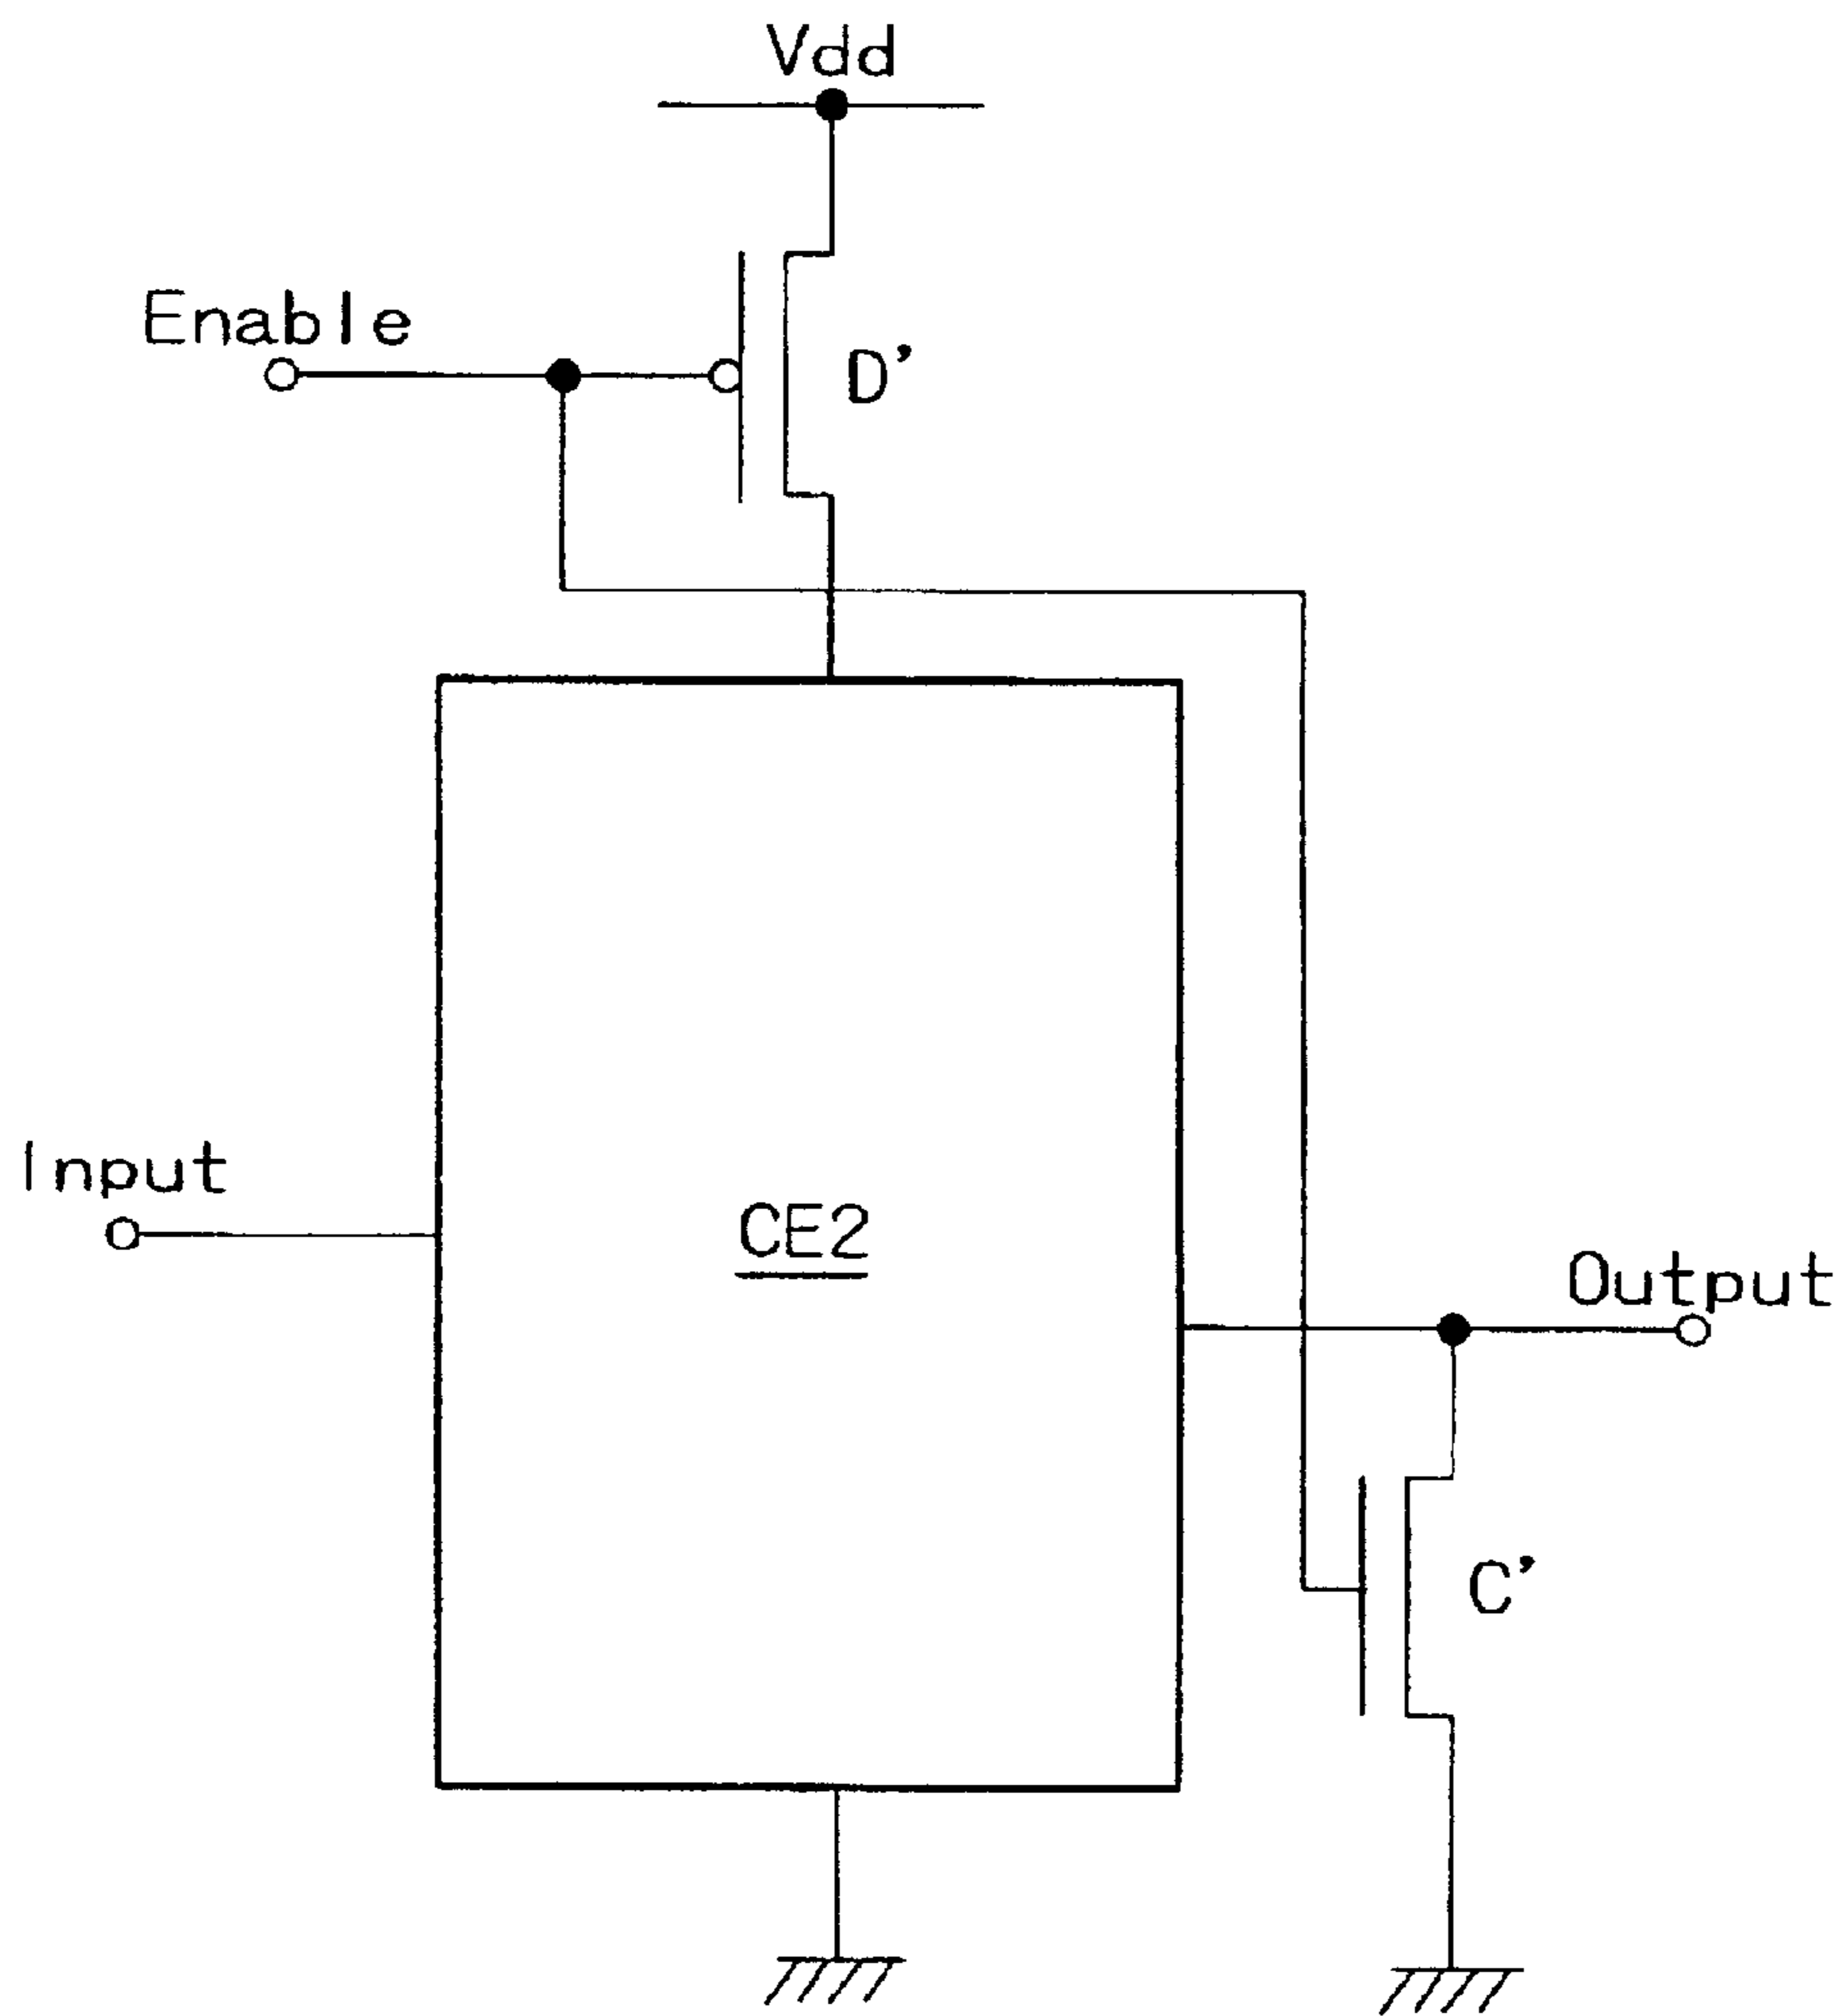 Vdd
Enable
D'
Input
CE2
Output
C'